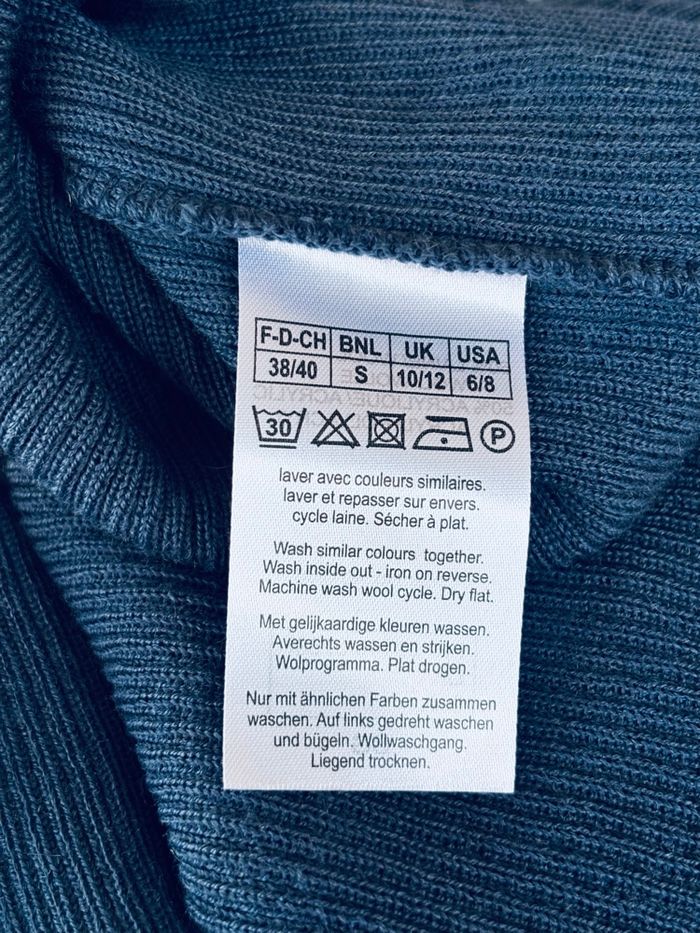 F-D-CH BNL UK USA
38/40 S 10/12 6/8
30 P
laver avec couleurs similaires.
laver et repasser sur envers.
cycle laine. Sécher à plat.
Wash similar colours together.
Wash inside out - iron on reverse.
Machine wash wool cycle. Dry flat.
Met gelijkaardige kleuren wassen.
Averechts wassen en strijken.
Wolprogramma. Plat drogen.
Nur mit ähnlichen Farben zusammen
waschen. Auf links gedreht waschen
und bügeln. Wollwaschgang.
Liegend trocknen.